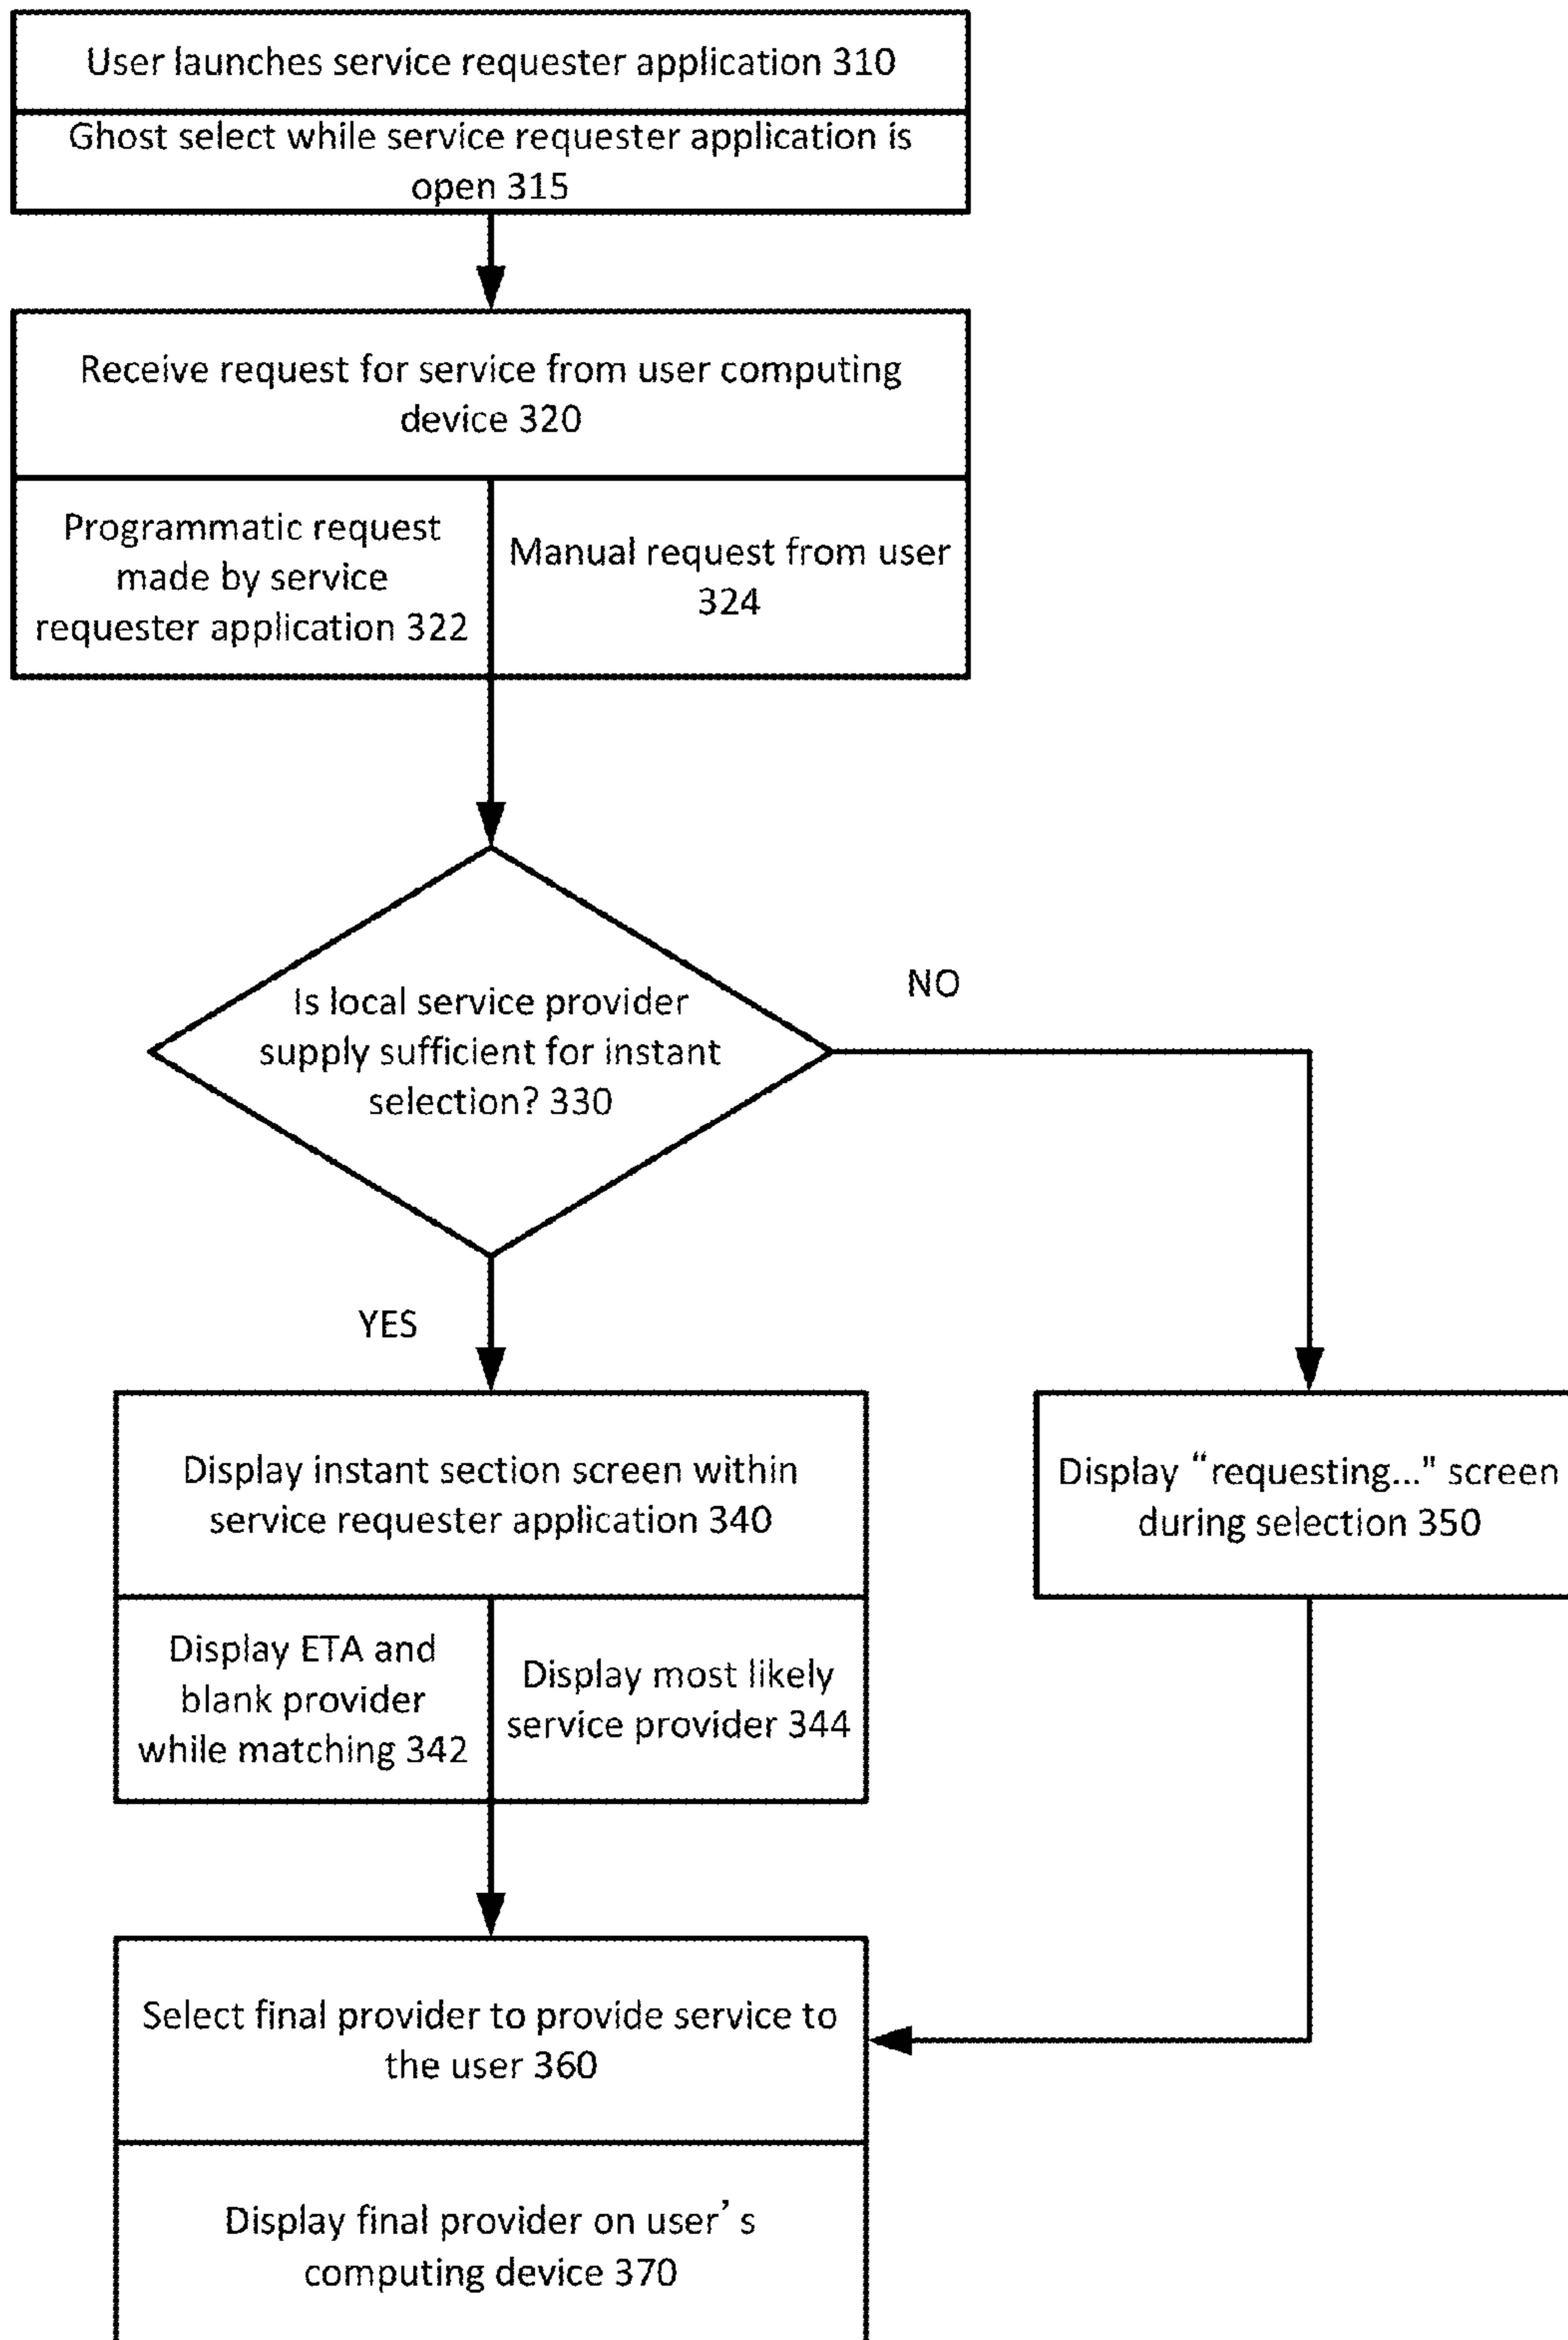 User launches service requester application 310
Ghost select while service requester application is
open 315
Receive request for service from user computing
device 320
Programmatic request
made by service
requester application 322
Manual request from user
324
Is local service provider
supply sufficient for instant
selection? 330
NO
YES
Display instant section screen within
service requester application 340
Display ETA and
blank provider
while matching 342
Display most likely
service provider 344
Display “requesting..." screen
during selection 350
Select final provider to provide service to
the user 360
Display final provider on user’ s
computing device 370